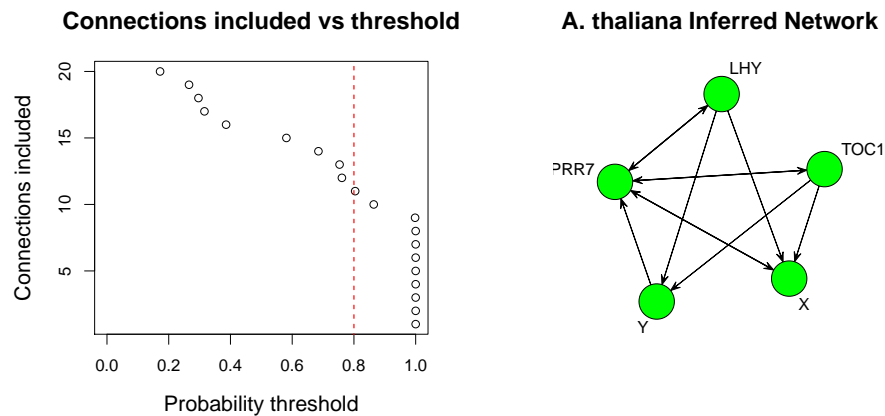 Connections included vs threshold
A. thaliana Inferred Network
Connections included
20
15
10
5
0.0 0.2 0.4 0.6 0.8 1.0
Probability threshold
LHY
TOC1
PRR7
X
Y